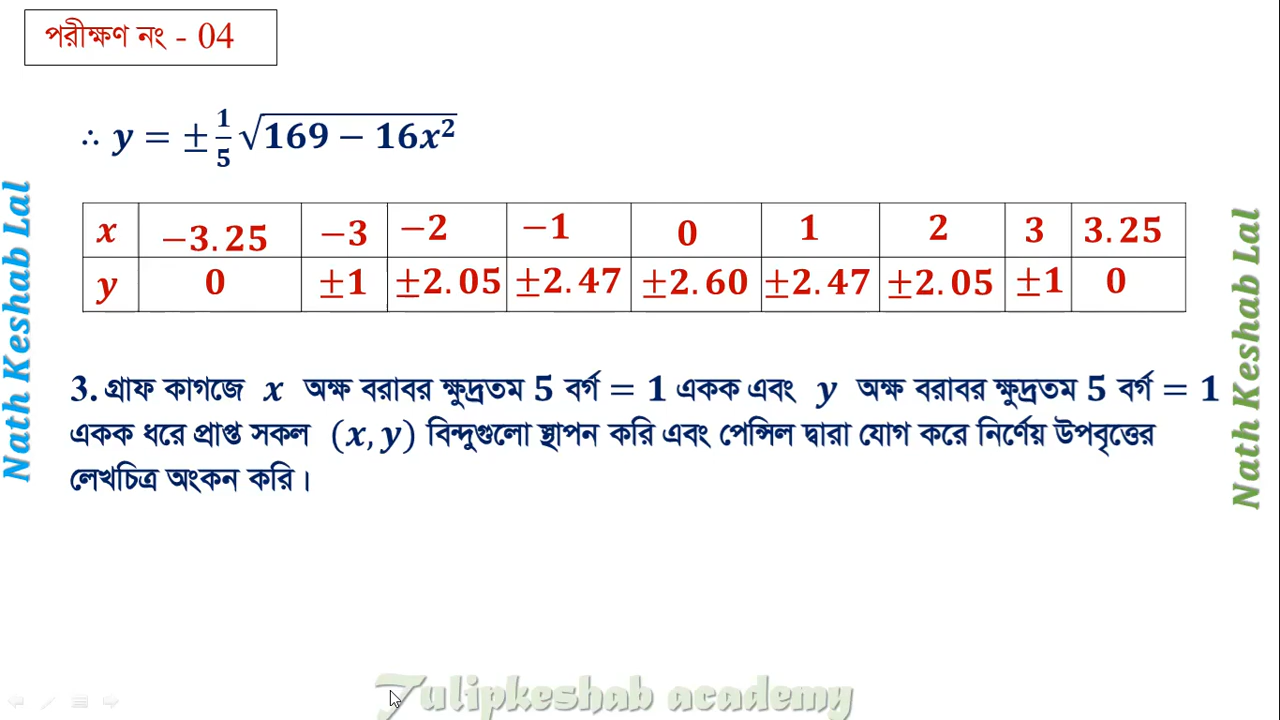 পরীক্ষণ নং - 04
∴ y = ± 1/5 √(169 − 16x²)
x −3.25 −3 −2 −1 0 1 2 3 3.25
y 0 ±1 ±2.05 ±2.47 ±2.60 ±2.47 ±2.05 ±1 0
3. গ্রাফ কাগজে x অক্ষ বরাবর ক্ষুদ্রতম 5 বর্গ = 1 একক এবং y অক্ষ বরাবর ক্ষুদ্রতম 5 বর্গ = 1
একক ধরে প্রাপ্ত সকল (x, y) বিন্দুগুলো স্থাপন করি এবং পেন্সিল দ্বারা যোগ করে নির্ণেয় উপবৃত্তের
লেখচিত্র অংকন করি।
Nath Keshab Lal
Nath Keshab Lal
Tulipkeshab academy